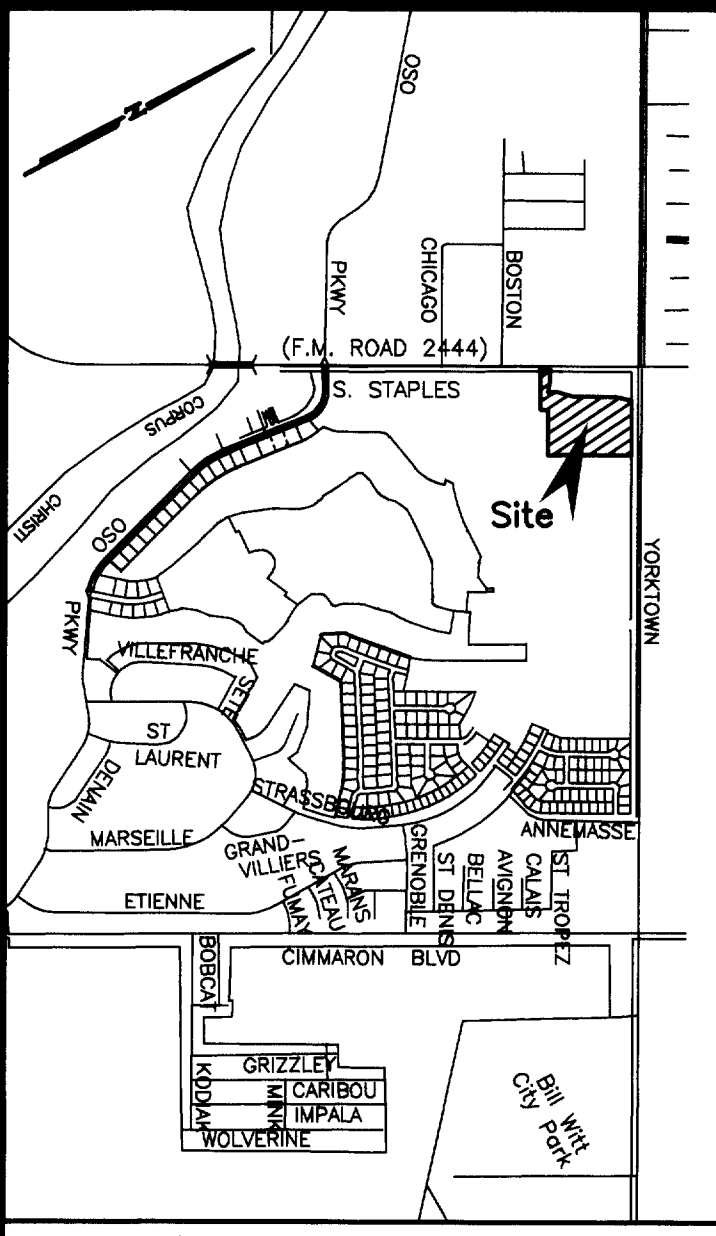 N
OSO
PKWY
CHICAGO
BOSTON
(F.M. ROAD 2444)
S. STAPLES
CORPUS
CHRISTI
Site
OSO
PKWY
YORKTOWN
VILLEFRANCHE
SETE
ST
LAURENT
DENAIN
STRASSBOURG
MARSEILLE
ANNEMASSE
GRAND-
VILLIERS
CATEAU
MARANS
FUMAY
GRENOBILE
ST DENIS
BELLAC
AVIGNON
CALAIS
ST TROPEZ
ETIENNE
CIMMARON BLVD
BOBCAT
GRIZZLEY
KODIAK
MINK
CARIBOU
IMPALA
WOLVERINE
Bill Witt
City Park